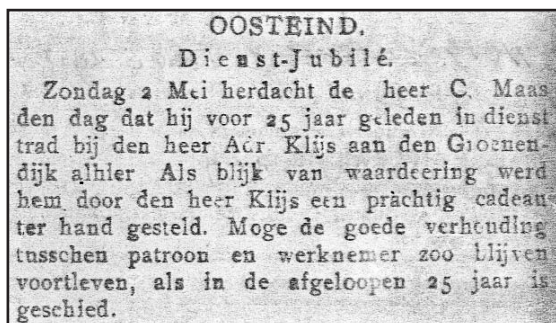 OOSTEIND.
Dienst-Jubilé.
Zondag 2 Mei herdacht de heer C. Maas
den dag dat hij voor 25 jaar geleden in dienst
trad bij den heer Adr. Klijs aan den Groenen-
dijk alhier Als blijk van waardeering werd
hem door den heer Klijs een prächtig cadeau
ter hand gesteld. Moge de goede verhouding
tusschen patroon en werknemer zoo blijven
voortleven, als in de afgeloopen 25 jaar is
geschied.